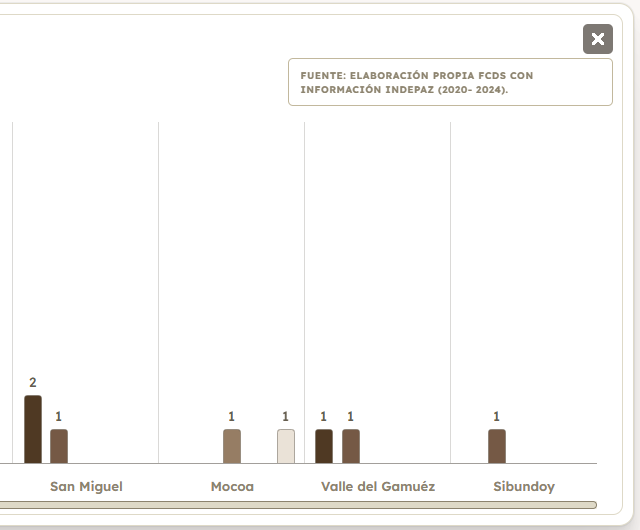 FUENTE: ELABORACIÓN PROPIA FCDS CON
INFORMACIÓN INDEPAZ (2020- 2024).
2
1
1
1
1
1
1
San Miguel
Mocoa
Valle del Gamuéz
Sibundoy